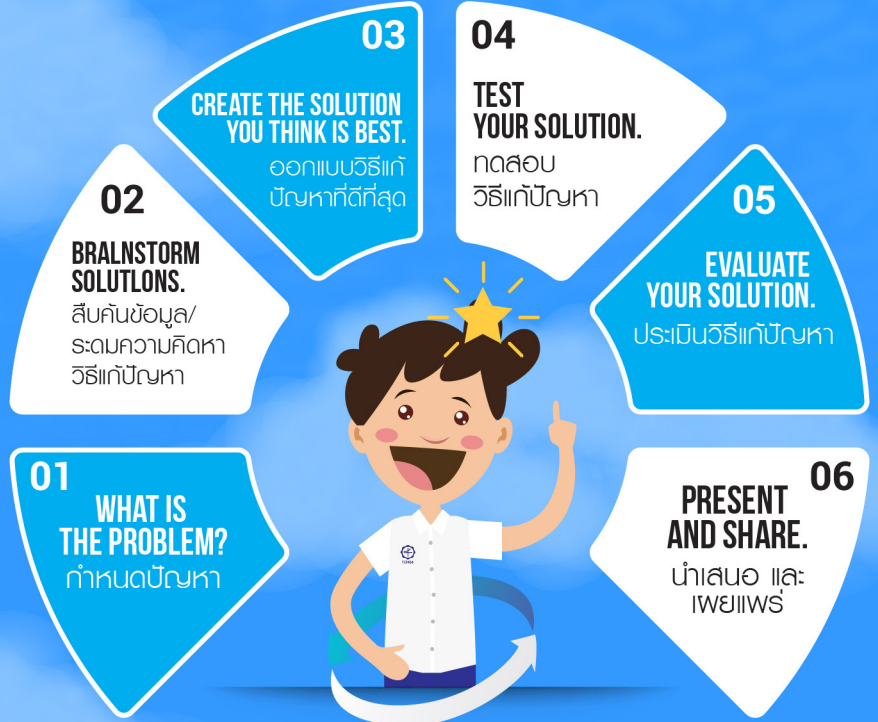 01
WHAT IS
THE PROBLEM?
กำหนดปัญหา
02
BRALNSTORM
SOLUTLONS.
สืบค้นข้อมูล/
ระดมความคิดหา
วิธีแก้ปัญหา
03
CREATE THE SOLUTION
YOU THINK IS BEST.
ออกแบบวิธีแก้
ปัญหาที่ดีที่สุด
04
TEST
YOUR SOLUTION.
ทดสอบ
วิธีแก้ปัญหา
05
EVALUATE
YOUR SOLUTION.
ประเมินวิธีแก้ปัญหา
06
PRESENT
AND SHARE.
นำเสนอ และ
เผยแพร่